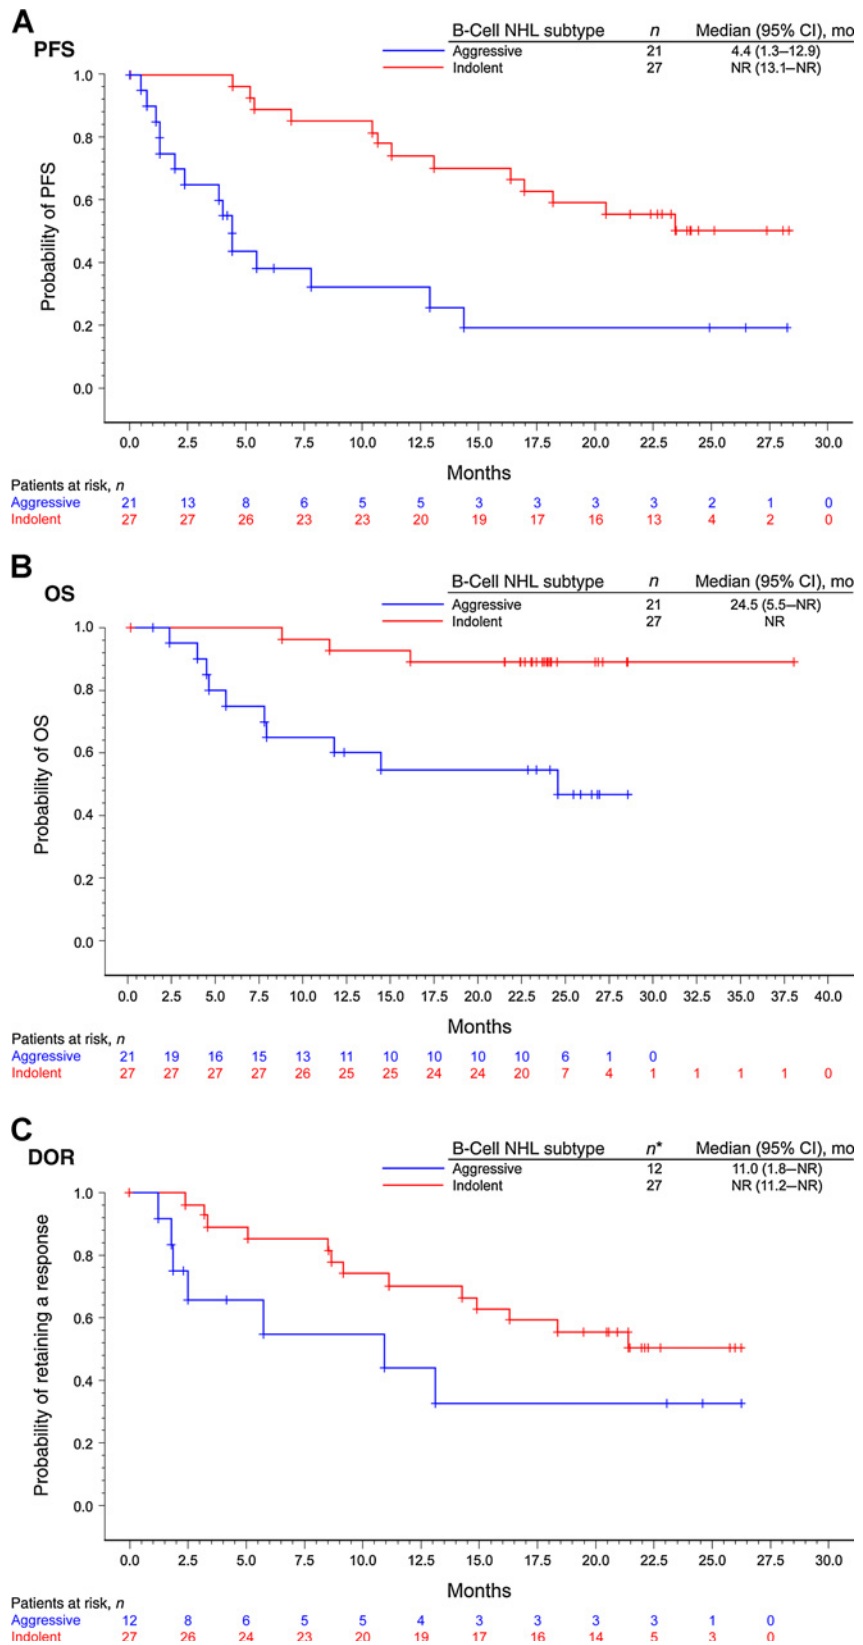 A
PFS
B-Cell NHL subtype n Median (95% CI), mo
Aggressive 21 4.4 (1.3–12.9)
Indolent 27 NR (13.1–NR)
Probability of PFS
1.0
0.8
0.6
0.4
0.2
0.0
0.0 2.5 5.0 7.5 10.0 12.5 15.0 17.5 20.0 22.5 25.0 27.5 30.0
Months
Patients at risk, n
Aggressive 21 13 8 6 5 5 3 3 3 3 2 1 0
Indolent 27 27 26 23 23 20 19 17 16 13 4 2 0
B
OS
B-Cell NHL subtype n Median (95% CI), mo
Aggressive 21 24.5 (5.5–NR)
Indolent 27 NR
Probability of OS
1.0
0.8
0.6
0.4
0.2
0.0
0.0 2.5 5.0 7.5 10.0 12.5 15.0 17.5 20.0 22.5 25.0 27.5 30.0 32.5 35.0 37.5 40.0
Months
Patients at risk, n
Aggressive 21 19 16 15 13 11 10 10 10 10 6 1 0
Indolent 27 27 27 27 26 25 25 24 24 20 7 4 1 1 1 1 0
C
DOR
B-Cell NHL subtype n* Median (95% CI), mo
Aggressive 12 11.0 (1.8–NR)
Indolent 27 NR (11.2–NR)
Probability of retaining a response
1.0
0.8
0.6
0.4
0.2
0.0
0.0 2.5 5.0 7.5 10.0 12.5 15.0 17.5 20.0 22.5 25.0 27.5 30.0
Months
Patients at risk, n
Aggressive 12 8 6 5 5 4 3 3 3 3 1 0
Indolent 27 26 24 23 20 19 17 16 14 5 3 0